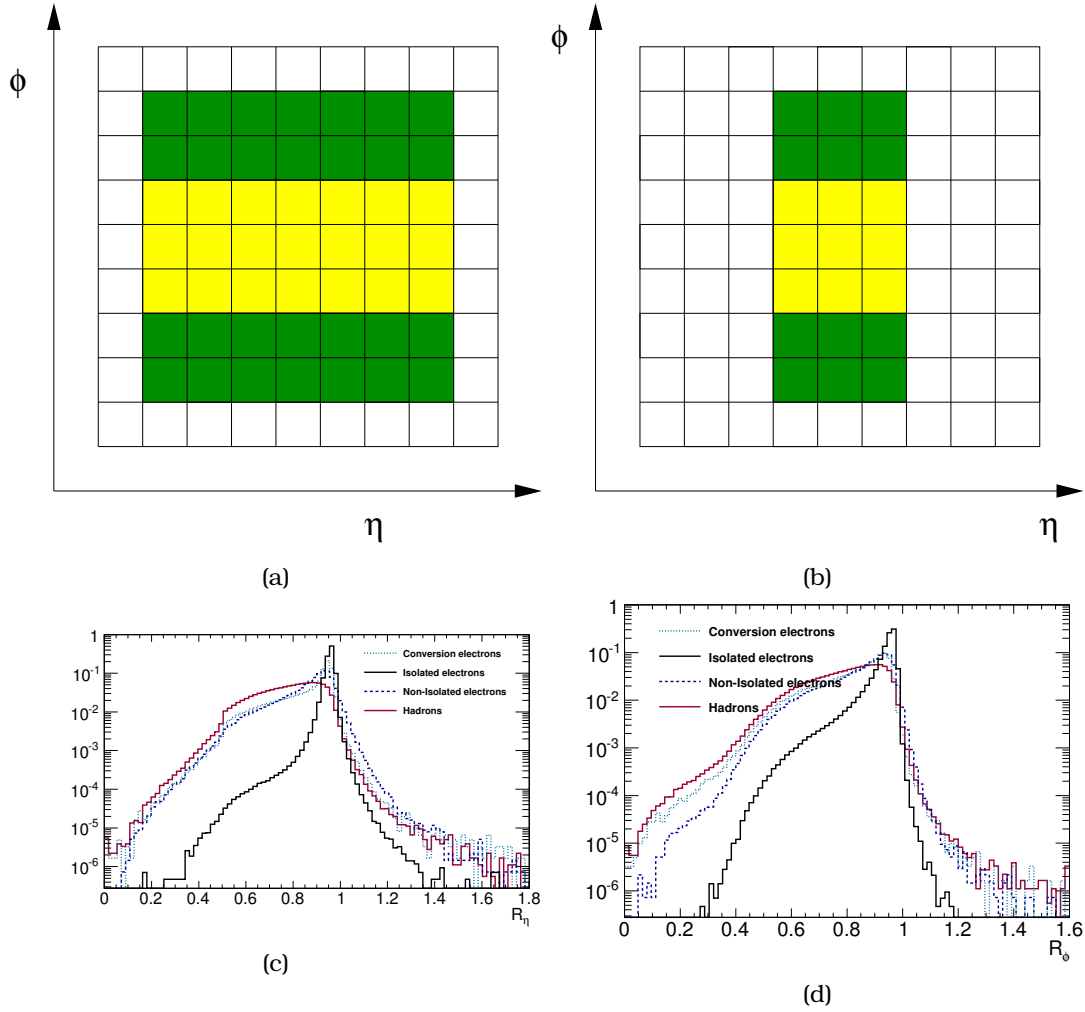 ϕ
η
(a)
ϕ
η
(b)
1
10^-1
10^-2
10^-3
10^-4
10^-5
10^-6
Conversion electrons
Isolated electrons
Non-Isolated electrons
Hadrons
0 0.2 0.4 0.6 0.8 1 1.2 1.4 1.6 1.8
R_η
(c)
1
10^-1
10^-2
10^-3
10^-4
10^-5
10^-6
Conversion electrons
Isolated electrons
Non-Isolated electrons
Hadrons
0 0.2 0.4 0.6 0.8 1 1.2 1.4 1.6
R_ϕ
(d)